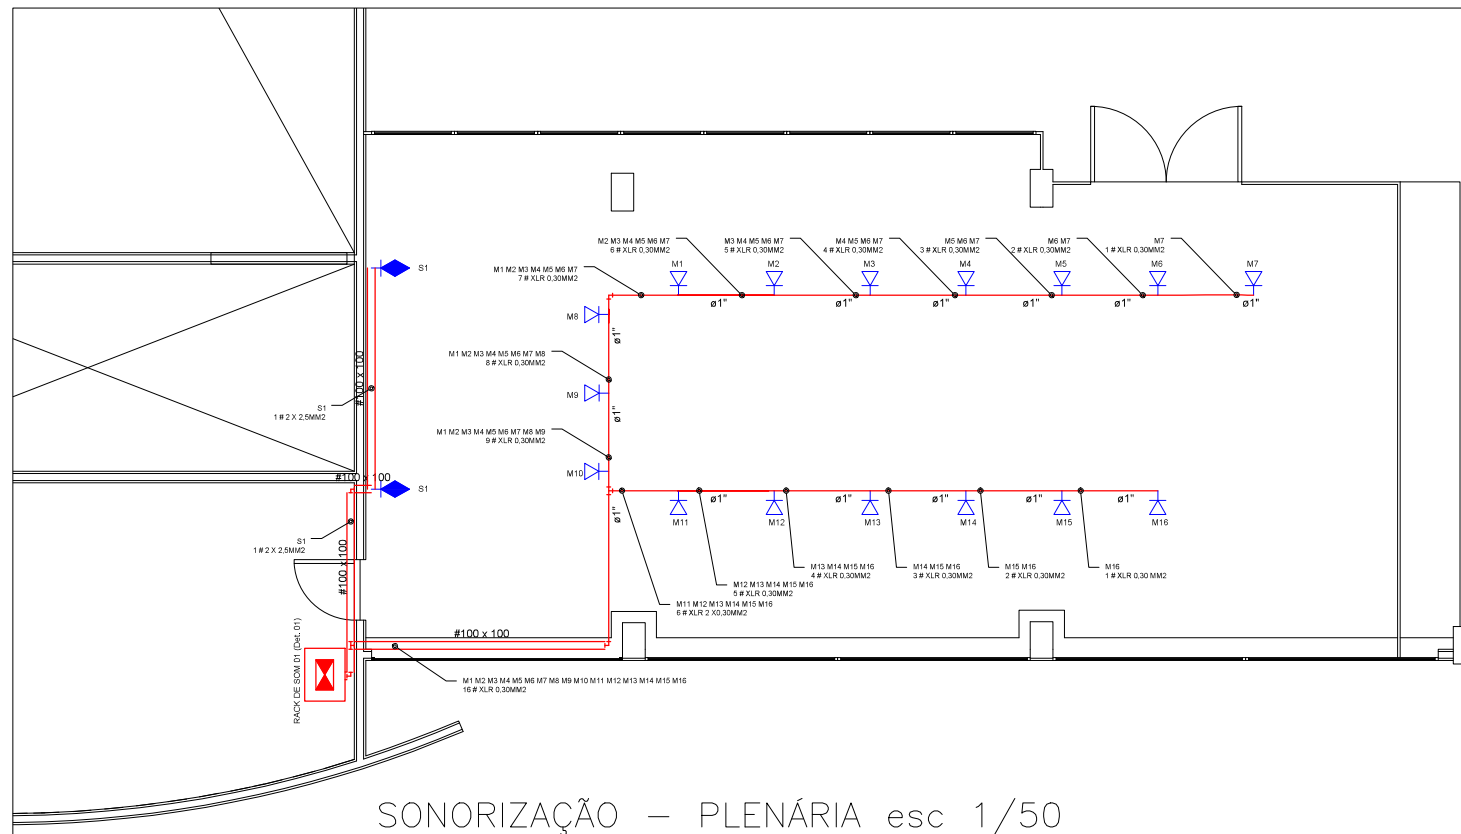 M2 M3 M4 M5 M6 M7
6 # XLR 0,30MM2
M3 M4 M5 M6 M7
5 # XLR 0,30MM2
M4 M5 M6 M7
4 # XLR 0,30MM2
M5 M6 M7
3 # XLR 0,30MM2
M6 M7
2 # XLR 0,30MM2
M7
1 # XLR 0,30MM2
M1 M2 M3 M4 M5 M6 M7
7 # XLR 0,30MM2
M1
M2
M3
M4
M5
M6
M7
S1
ø1"
ø1"
ø1"
ø1"
ø1"
ø1"
M8
ø1"
M1 M2 M3 M4 M5 M6 M7 M8
8 # XLR 0,30MM2
#100 x 100
M9
S1
1 # 2 X 2,5MM2
ø1"
M1 M2 M3 M4 M5 M6 M7 M8 M9
9 # XLR 0,30MM2
M10
#100 x 100
S1
ø1"
ø1"
ø1"
ø1"
ø1"
ø1"
M11
M12
M13
M14
M15
M16
S1
1 # 2 X 2,5MM2
#100 x 100
M13 M14 M15 M16
4 # XLR 0,30MM2
M14 M15 M16
3 # XLR 0,30MM2
M15 M16
2 # XLR 0,30MM2
M16
1 # XLR 0,30 MM2
M12 M13 M14 M15 M16
5 # XLR 0,30MM2
M11 M12 M13 M14 M15 M16
6 # XLR 2 X0,30MM2
#100 x 100
RACK DE SOM 01 (Det. 01)
M1 M2 M3 M4 M5 M6 M7 M8 M9 M10 M11 M12 M13 M14 M15 M16
16 # XLR 0,30MM2
SONORIZAÇÃO - PLENÁRIA esc 1/50